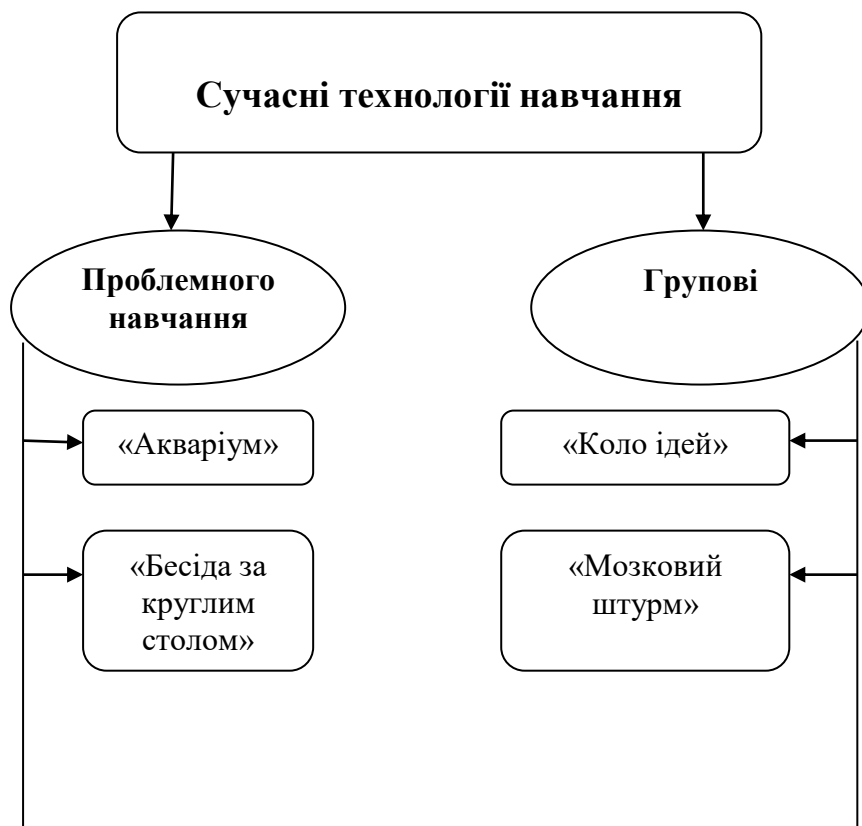 Сучасні технології навчання
Проблемного
навчання
Групові
«Акваріум»
«Коло ідей»
«Бесіда за
круглим
столом»
«Мозковий
штурм»